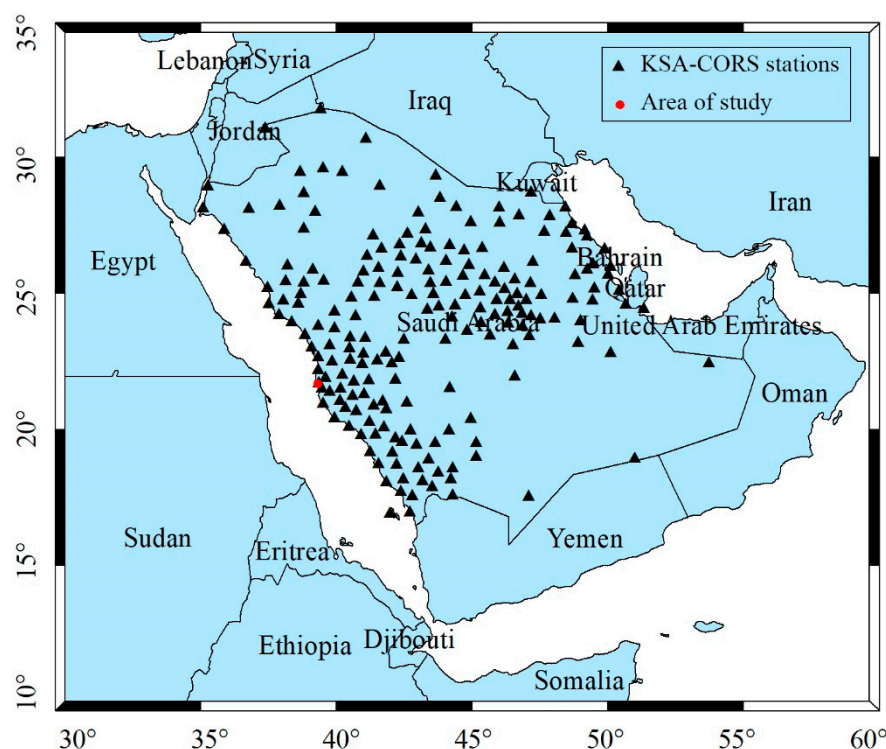 35°
Lebanon
Syria
KSA-CORS stations
Area of study
Iraq
Jordan
30°
Kuwait
Iran
Egypt
Bahrain
Qatar
25°
Saudi Arabia
United Arab Emirates
Oman
20°
Sudan
Yemen
Eritrea
15°
Ethiopia
Djibouti
Somalia
10°
30° 35° 40° 45° 50° 55° 60°